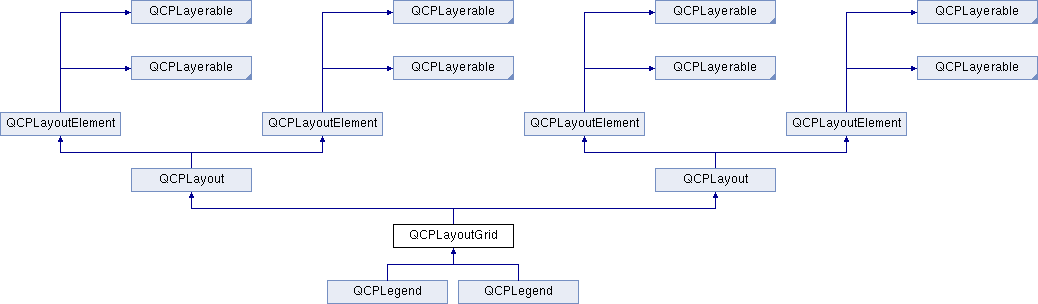 QCPLayerable QCPLayerable QCPLayerable QCPLayerable
QCPLayerable QCPLayerable QCPLayerable QCPLayerable
QCPLayoutElement QCPLayoutElement QCPLayoutElement QCPLayoutElement
QCPLayout QCPLayout
QCPLayoutGrid
QCPLegend QCPLegend